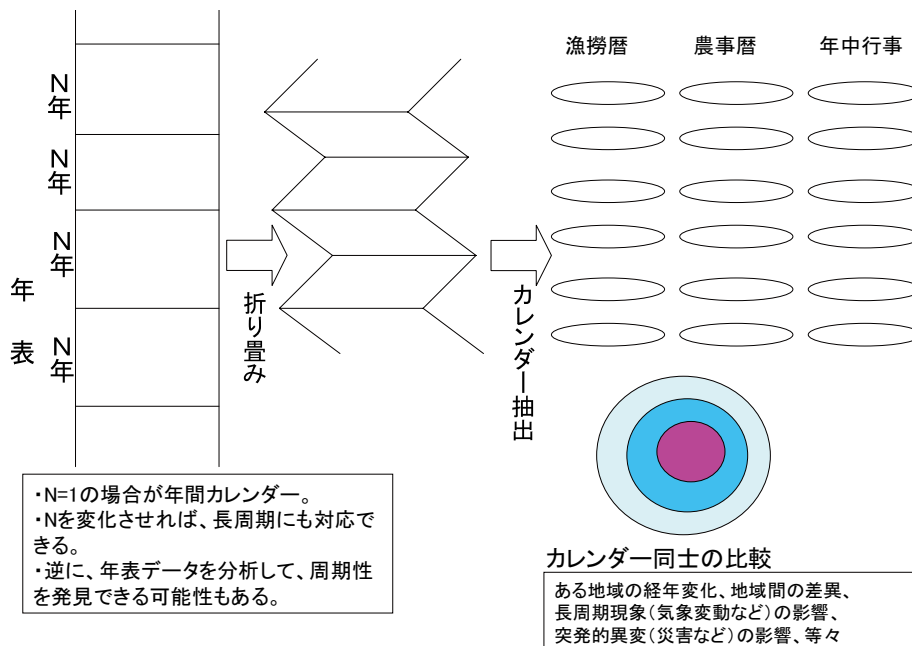 漁撈暦 農事暦 年中行事
N年
N年
N年
N年
年表
折り畳み
カレンダー抽出
・N=1の場合が年間カレンダー。
・Nを変化させれば、長周期にも対応で
きる。
・逆に、年表データを分析して、周期性
を発見できる可能性もある。
カレンダー同士の比較
ある地域の経年変化、地域間の差異、
長周期現象(気象変動など)の影響、
突発的異変(災害など)の影響、等々